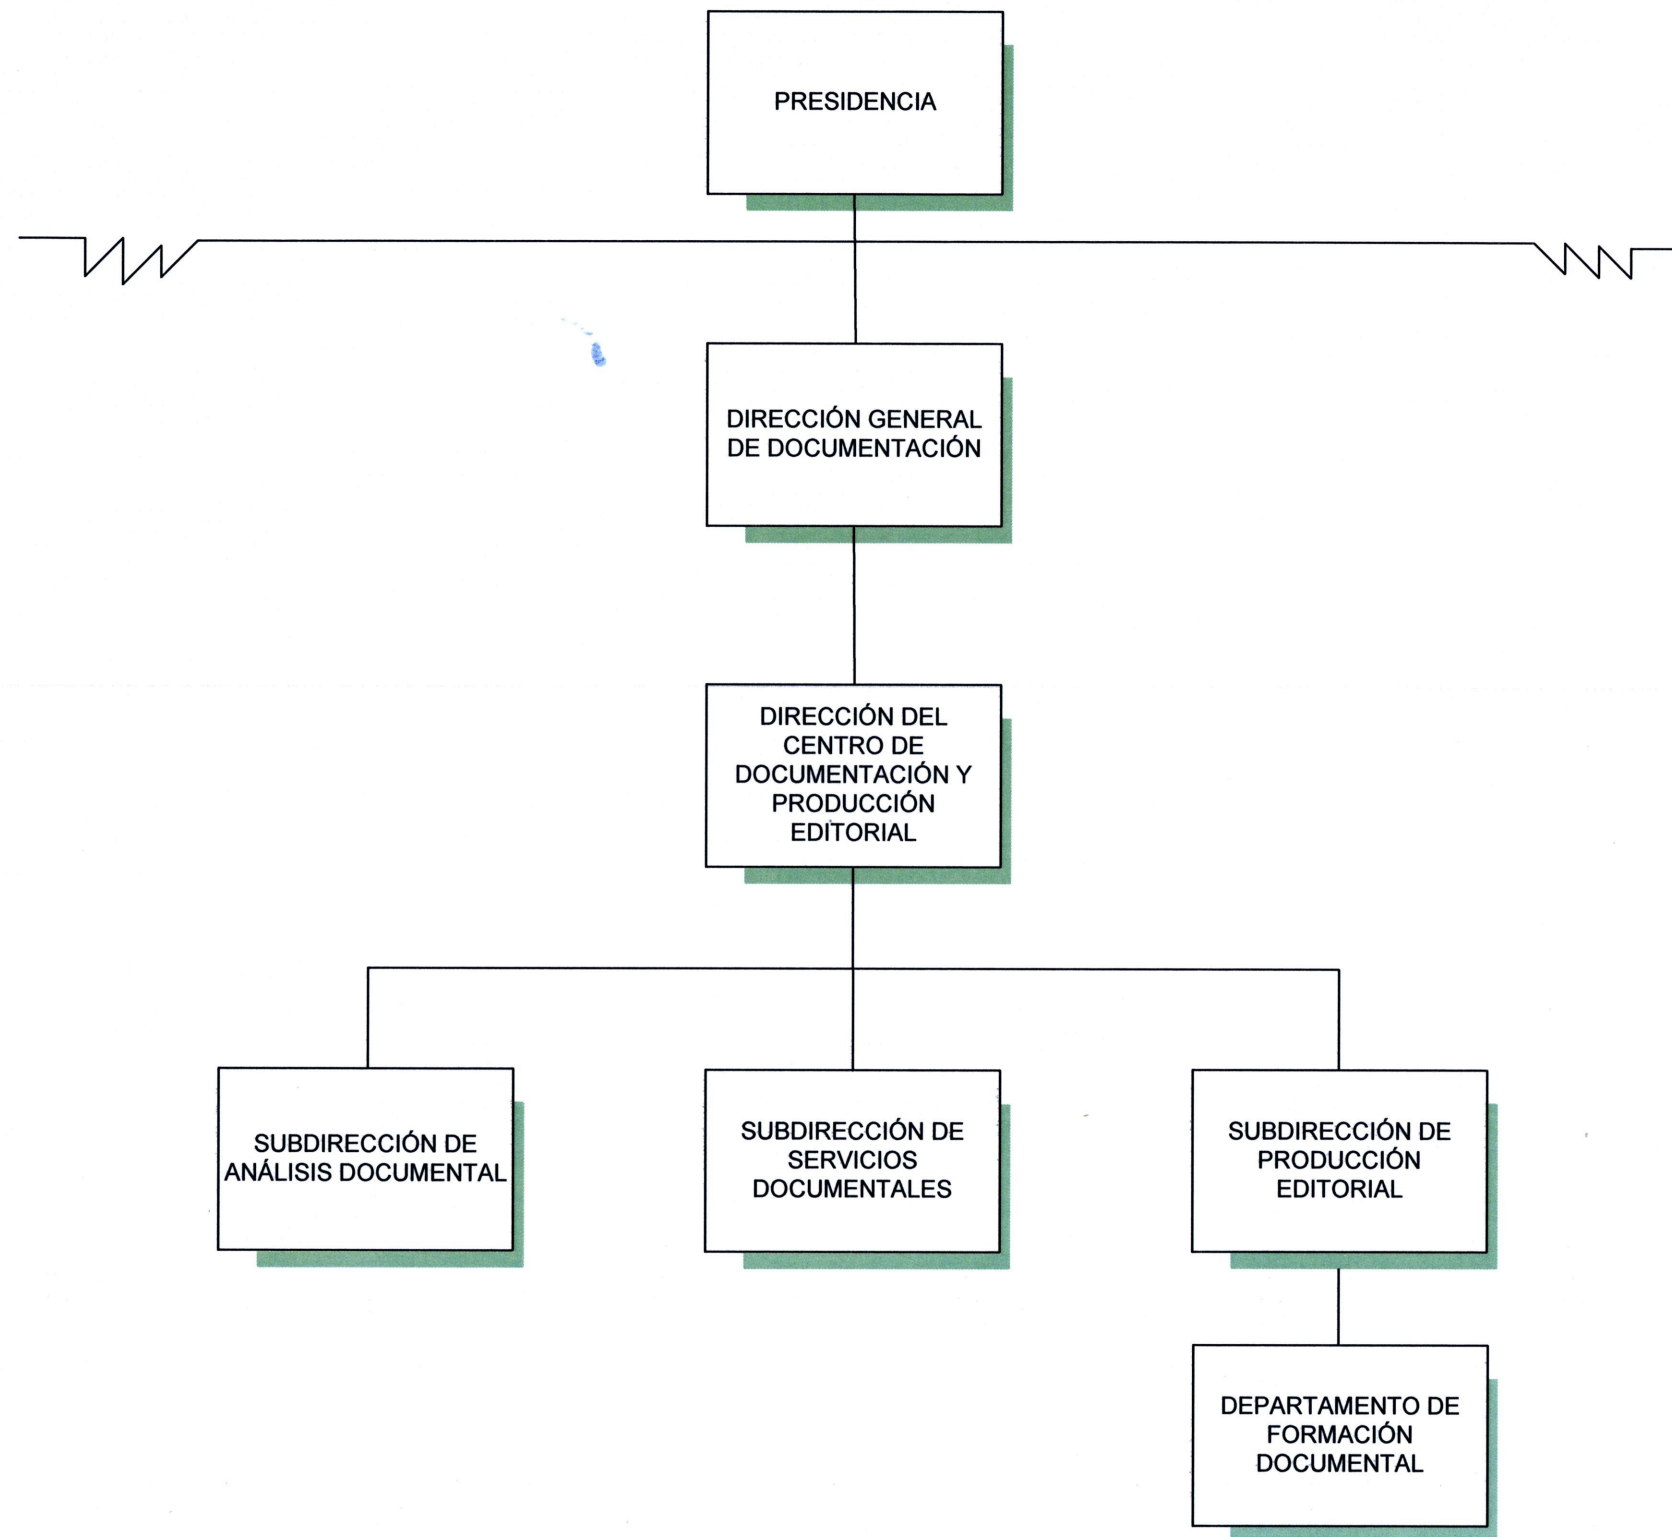 PRESIDENCIA
DIRECCIÓN GENERAL
DE DOCUMENTACIÓN
DIRECCIÓN DEL
CENTRO DE
DOCUMENTACIÓN Y
PRODUCCIÓN
EDITORIAL
SUBDIRECCIÓN DE
ANÁLISIS DOCUMENTAL
SUBDIRECCIÓN DE
SERVICIOS
DOCUMENTALES
SUBDIRECCIÓN DE
PRODUCCIÓN
EDITORIAL
DEPARTAMENTO DE
FORMACIÓN
DOCUMENTAL